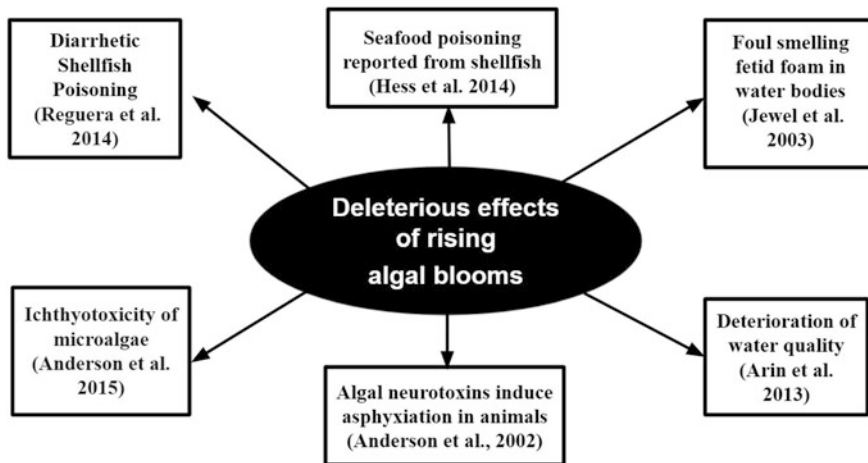 Diarrhetic
Shellfish
Poisoning
(Reguera et al.
2014)
Seafood poisoning
reported from shellfish
(Hess et al. 2014)
Foul smelling
fetid foam in
water bodies
(Jewel et al.
2003)
Deleterious effects
of rising
algal blooms
Ichthyotoxicity of
microalgae
(Anderson et al.
2015)
Algal neurotoxins induce
asphyxiation in animals
(Anderson et al., 2002)
Deterioration of
water quality
(Arin et al.
2013)